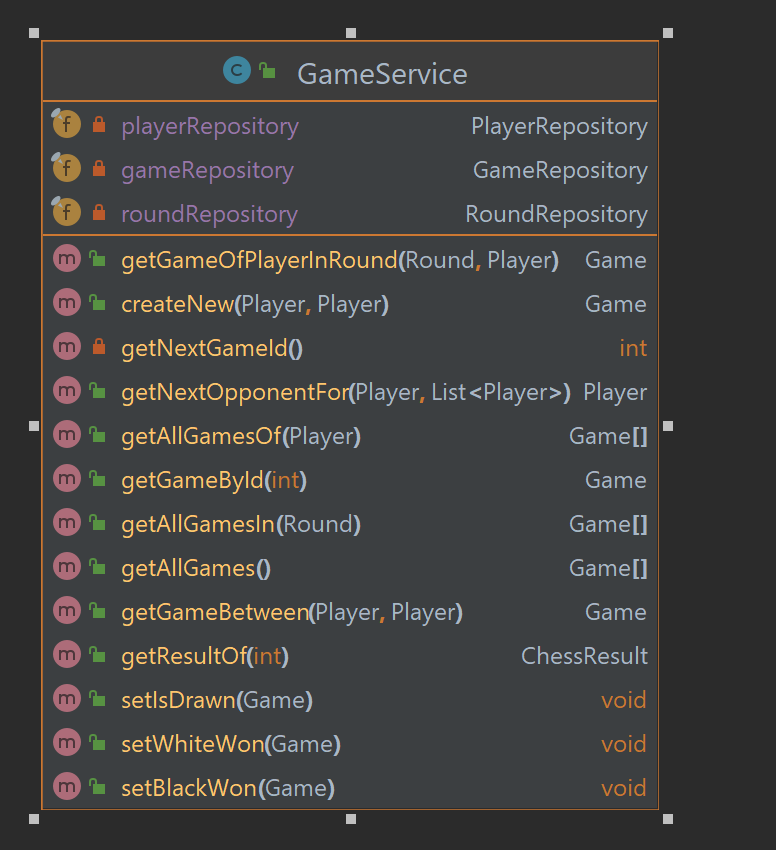 C GameService
f playerRepository PlayerRepository
f gameRepository GameRepository
f roundRepository RoundRepository
m getGameOfPlayerInRound(Round, Player) Game
m createNew(Player, Player) Game
m getNextGameId() int
m getNextOpponentFor(Player, List<Player>) Player
m getAllGamesOf(Player) Game[]
m getGameById(int) Game
m getAllGamesIn(Round) Game[]
m getAllGames() Game[]
m getGameBetween(Player, Player) Game
m getResultOf(int) ChessResult
m setIsDrawn(Game) void
m setWhiteWon(Game) void
m setBlackWon(Game) void